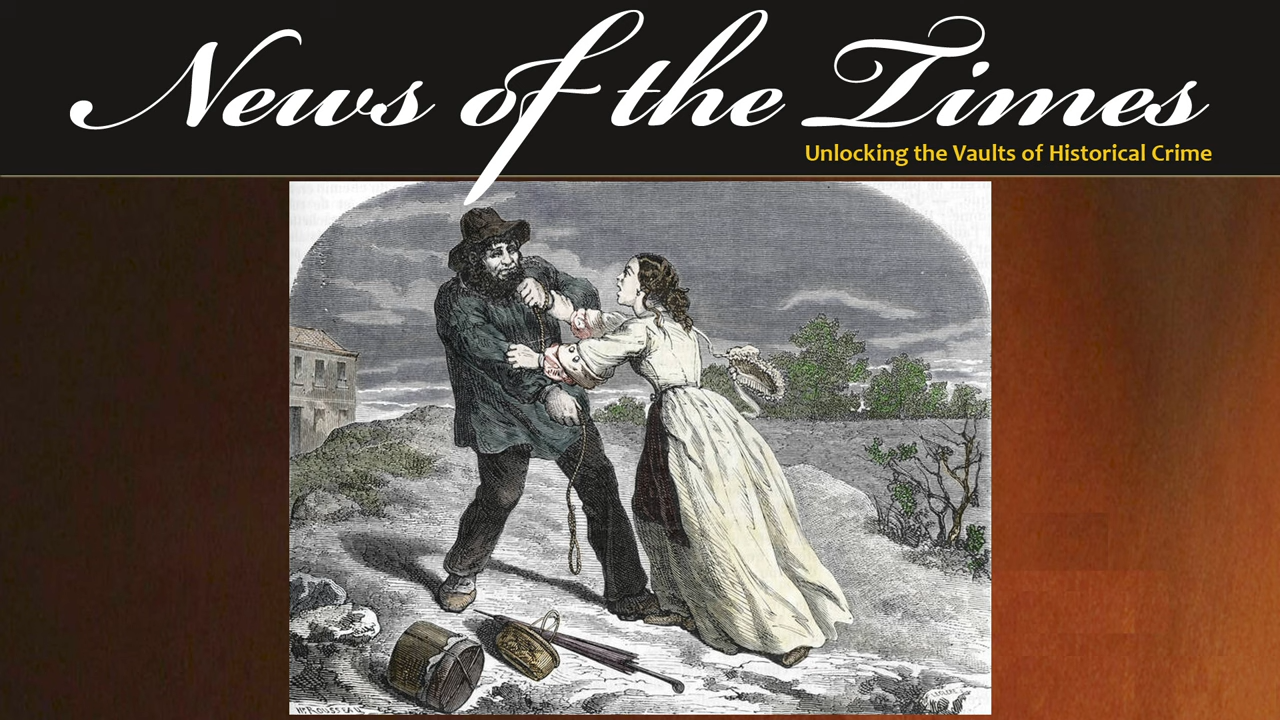 News of the Times
Unlocking the Vaults of Historical Crime